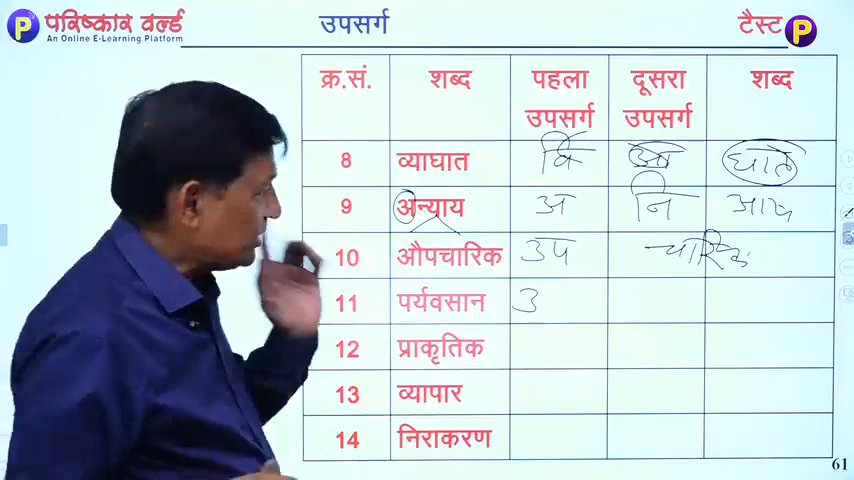 परिष्कार वर्ल्ड
An Online E-Learning Platform
उपसर्ग
टैस्ट
क्र.सं. शब्द पहला उपसर्ग दूसरा उपसर्ग शब्द
8 व्याघात वि आ घात
9 अन्याय अ नि आय
10 औपचारिक उप चारिक
11 पर्यवसान उ
12 प्राकृतिक
13 व्यापार
14 निराकरण
61